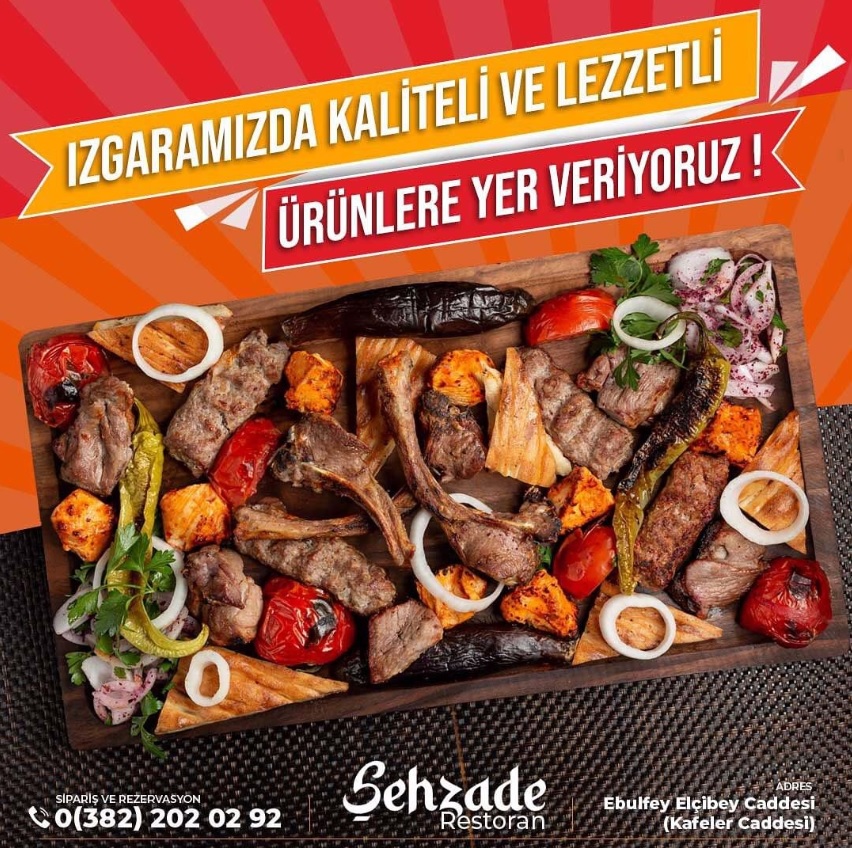 IZGARAMIZDA KALİTELİ VE LEZZETLİ
ÜRÜNLERE YER VERİYORUZ !
SİPARİŞ VE REZERVASYON
0(382) 202 02 92
Şehzade
Restoran
ADRES
Ebulfey Elçibey Caddesi
(Kafeler Caddesi)